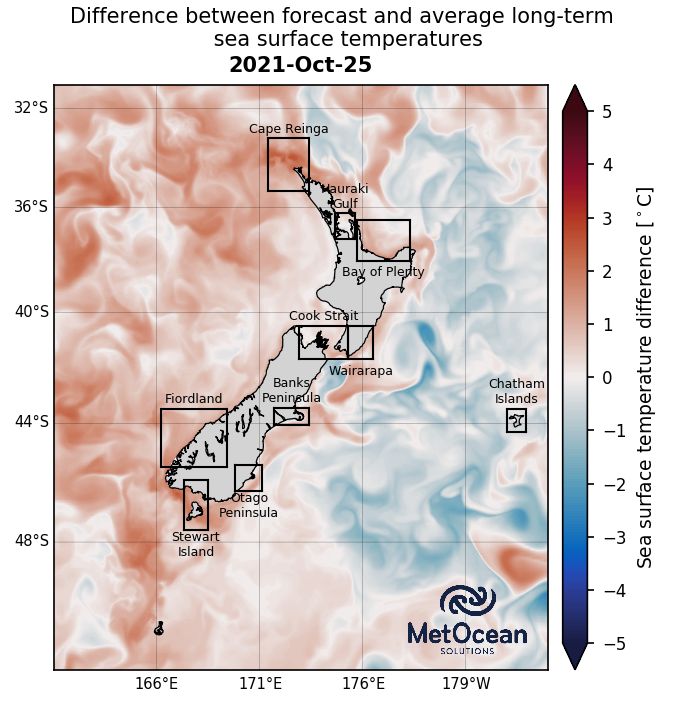 Difference between forecast and average long-term
sea surface temperatures
2021-Oct-25
32°S
36°S
40°S
44°S
48°S
Cape Reinga
Hauraki
Gulf
Bay of Plenty
Cook Strait
Wairarapa
Banks
Peninsula
Fiordland
Chatham
Islands
Otago
Peninsula
Stewart
Island
MetOcean
SOLUTIONS
166°E
171°E
176°E
179°W
5
4
3
2
1
0
−1
−2
−3
−4
−5
Sea surface temperature difference [°C]